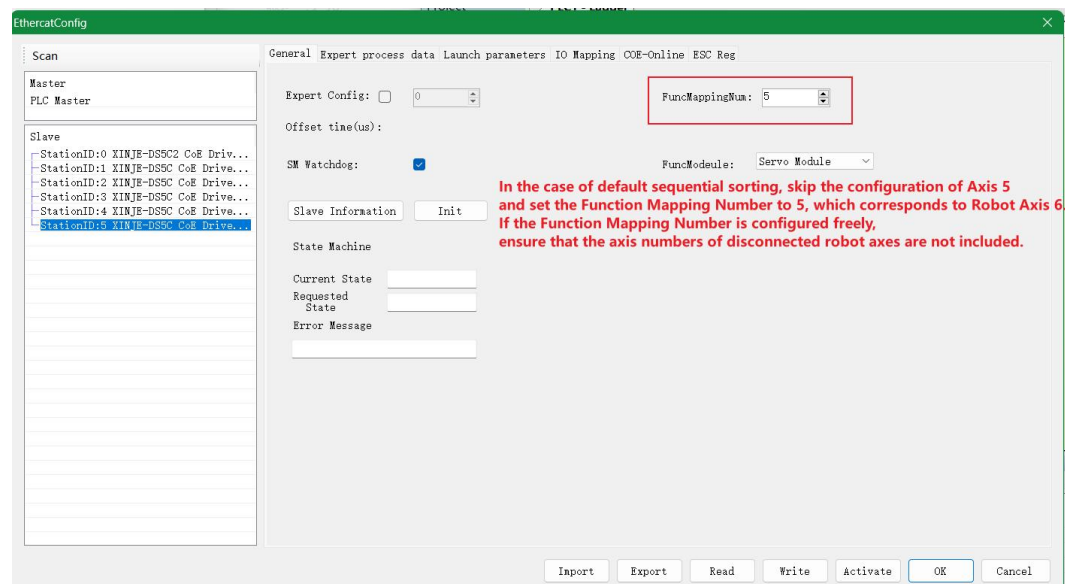 EthercatConfig
Scan
Master
PLC Master
Slave
StationID:0 XINJE-DS5C2 CoE Driv...
StationID:1 XINJE-DS5C CoE Drive...
StationID:2 XINJE-DS5C CoE Drive...
StationID:3 XINJE-DS5C CoE Drive...
StationID:4 XINJE-DS5C CoE Drive...
StationID:5 XINJE-DS5C CoE Drive...
General Expert process data Launch parameters IO Mapping COE-Online ESC Reg
Expert Config: 0
FuncMappingNum: 5
Offset time(us):
SM Watchdog:
FuncModeule: Servo Module
In the case of default sequential sorting, skip the configuration of Axis 5
and set the Function Mapping Number to 5, which corresponds to Robot Axis 6.
If the Function Mapping Number is configured freely,
ensure that the axis numbers of disconnected robot axes are not included.
Slave Information Init
State Machine
Current State
Requested
State
Error Message
Import Export Read Write Activate OK Cancel